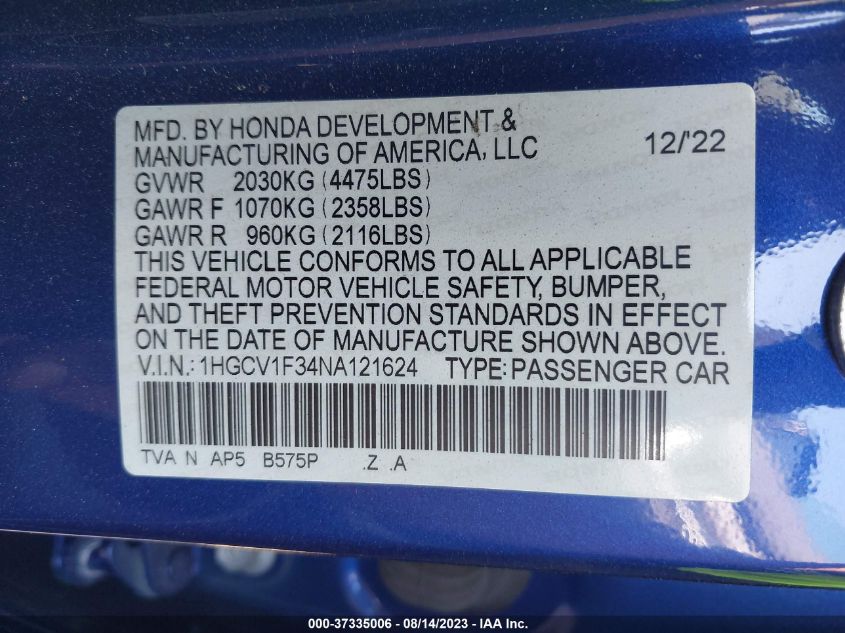 MFD. BY HONDA DEVELOPMENT &
MANUFACTURING OF AMERICA, LLC 12/'22
GVWR 2030KG (4475LBS)
GAWR F 1070KG (2358LBS)
GAWR R 960KG (2116LBS)
THIS VEHICLE CONFORMS TO ALL APPLICABLE
FEDERAL MOTOR VEHICLE SAFETY, BUMPER,
AND THEFT PREVENTION STANDARDS IN EFFECT
ON THE DATE OF MANUFACTURE SHOWN ABOVE.
V.I.N.: 1HGCV1F34NA121624 TYPE: PASSENGER CAR
TVA N AP5 B575P .Z .A
000-37335006 - 08/14/2023 - IAA Inc.